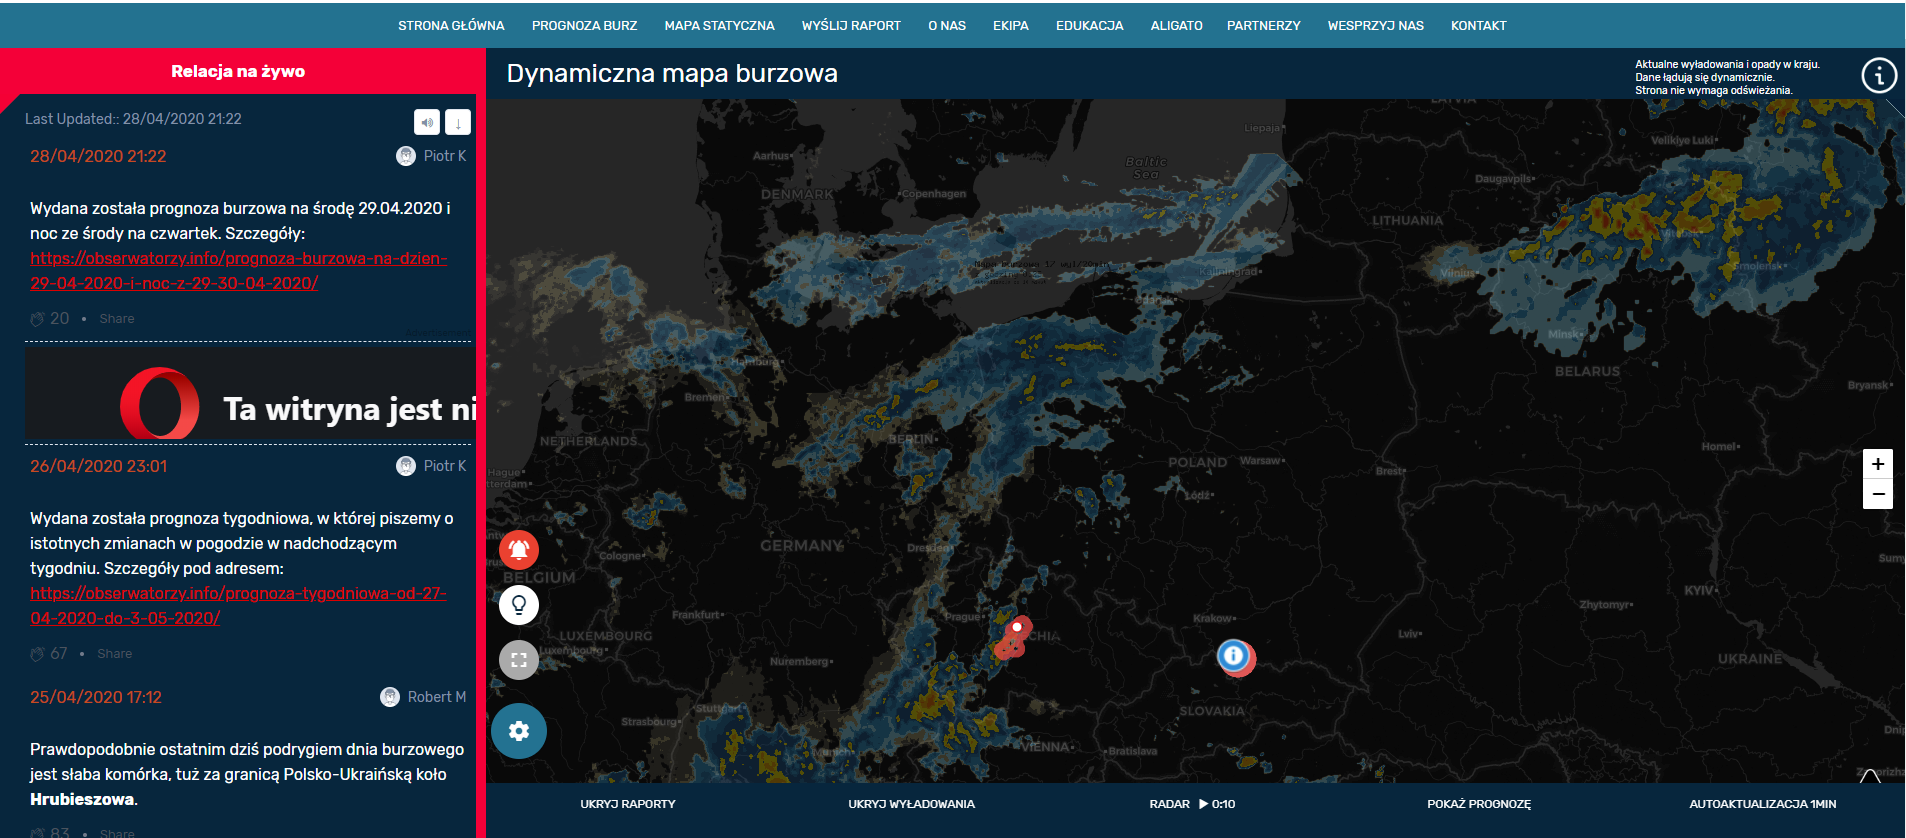 STRONA GŁÓWNA PROGNOZA BURZ MAPA STATYCZNA WYŚLIJ RAPORT O NAS EKIPA EDUKACJA ALIGATO PARTNERZY WESPRZYJ NAS KONTAKT
Relacja na żywo
Last Updated:: 28/04/2020 21:22
↓
28/04/2020 21:22
Piotr K
Wydana została prognoza burzowa na środę 29.04.2020 i
noc ze środy na czwartek. Szczegóły:
https://obserwatorzy.info/prognoza-burzowa-na-dzien-
29-04-2020-i-noc-z-29-30-04-2020/
20 • Share
Ta witryna jest ni
26/04/2020 23:01
Piotr K
Wydana została prognoza tygodniowa, w której piszemy o
istotnych zmianach w pogodzie w nadchodzącym
tygodniu. Szczegóły pod adresem:
https://obserwatorzy.info/prognoza-tygodniowa-od-27-
04-2020-do-3-05-2020/
67 • Share
25/04/2020 17:12
Robert M
Prawdopodobnie ostatnim dziś podrygiem dnia burzowego
jest słaba komórka, tuż za granicą Polsko-Ukraińską koło
Hrubieszowa.
83 • Share
Dynamiczna mapa burzowa
Aktualne wyładowania i opady w kraju.
Dane łądują się dynamicznie.
Strona nie wymaga odświeżania.
i
LATVIA
Liepaja
Velikiye Luki
Aarhus
Baltic
Sea
Daugavpils
DENMARK
Copenhagen
LITHUANIA
Vitebsk
Smolensk
Kaliningrad
Vilnius
Gdansk
Minsk
Hamburg
BELARUS
Bryansk
Bremen
NETHERLANDS
BERLIN
Homel
Hague
POLAND
Warsaw
Brest
tterdam
Łódź
GERMANY
Dresden
Cologne
Sumy
BELGIUM
KYIV
Zhytomyr
Frankfurt
Prague
Krakow
LUXEMBOURG
CHIA
Lviv
Luxembourg
i
UKRAINE
Nuremberg
Stuttgart
SLOVAKIA
Strasbourg
Dnip
Munich
VIENNA
Bratislava
Zaporizhz
+
−
UKRYJ RAPORTY UKRYJ WYŁADOWANIA RADAR ▶ 0:10 POKAŻ PROGNOZĘ AUTOAKTUALIZACJA 1MIN